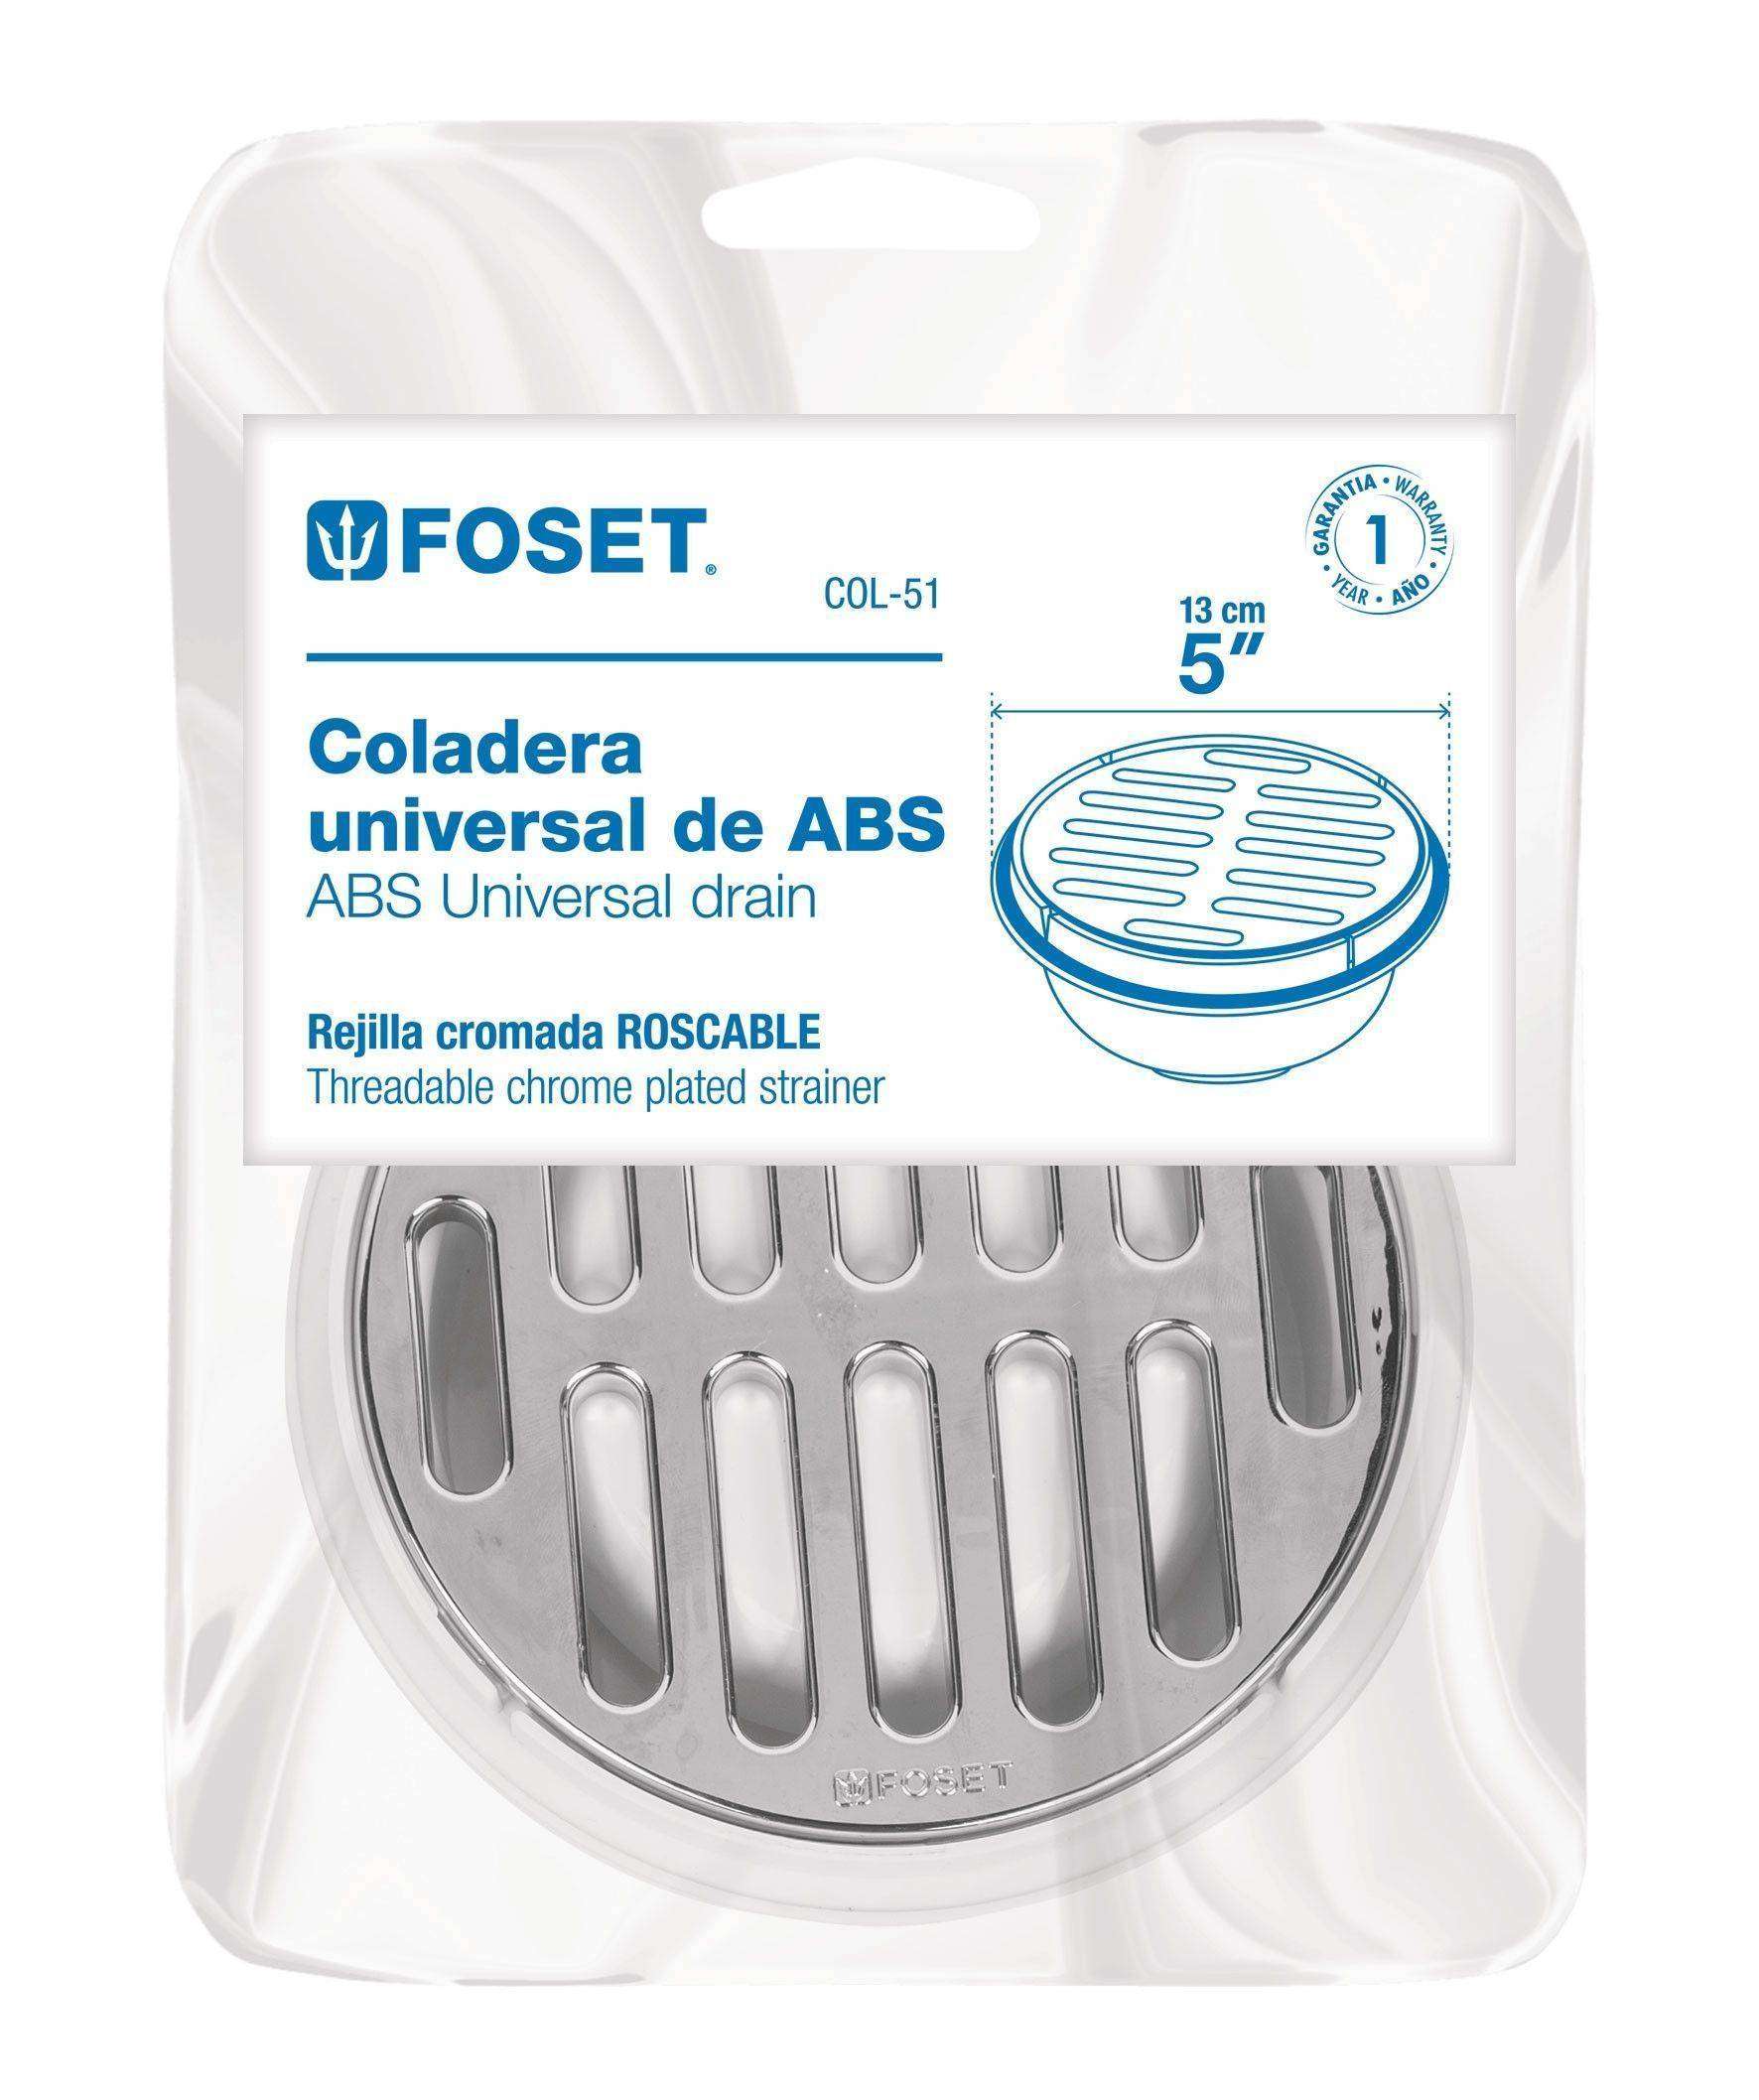 FOSET®
COL-51
GARANTIA • WARRANTY • AÑO • YEAR •
1
13 cm
5"
Coladera
universal de ABS
ABS Universal drain
Rejilla cromada ROSCABLE
Threadable chrome plated strainer
FOSET